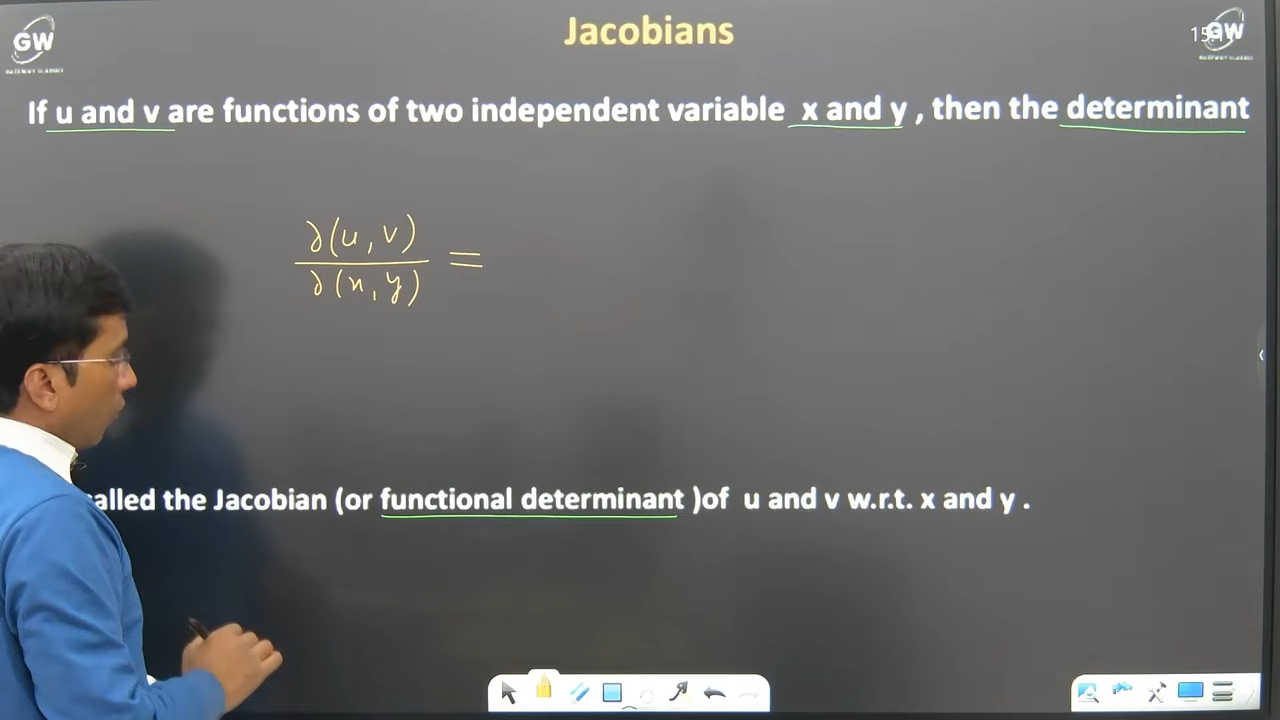 GW
Jacobians
GW
If u and v are functions of two independent variable x and y , then the determinant
∂(u, v)
∂(x, y)
=
called the Jacobian (or functional determinant )of u and v w.r.t. x and y .